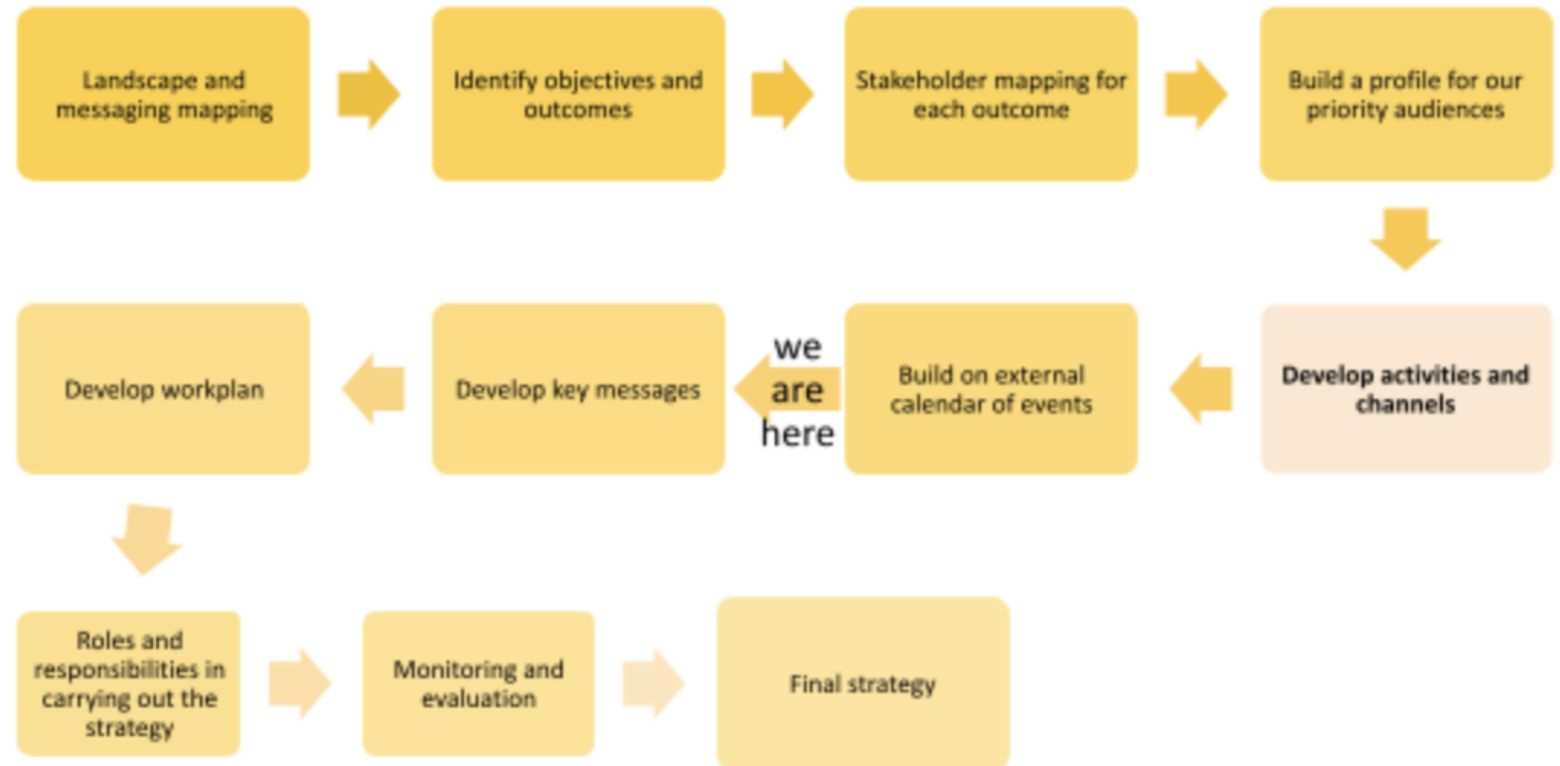 Landscape and
messaging mapping
Identify objectives and
outcomes
Stakeholder mapping for
each outcome
Build a profile for our
priority audiences
Develop activities and
channels
Build on external
calendar of events
we
are
here
Develop key messages
Develop workplan
Roles and
responsibilities in
carrying out the
strategy
Monitoring and
evaluation
Final strategy